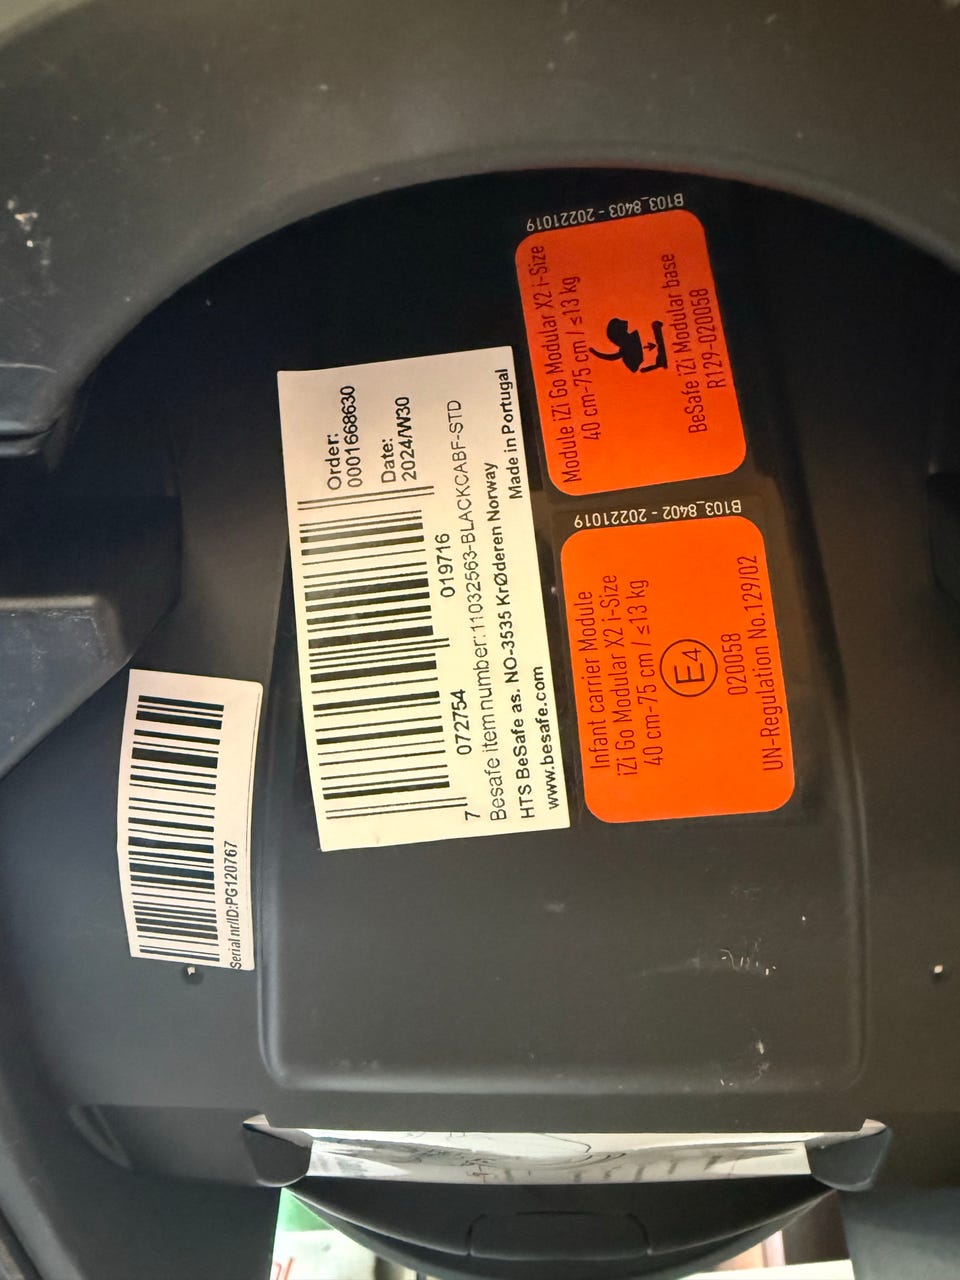 Order:
0001668630
Date:
2024/W30
7 072754 019716
Besafe item number: 11032563-BLACKCABF-STD
HTS BeSafe as. NO-3535 KrØderen Norway
www.besafe.com Made in Portugal
Serial nr/ID:PG120767
B103_8403 - 20221019
Module iZi Go Modular X2 i-Size
40 cm-75 cm / ≤13 kg
BeSafe iZi Modular base
R129-020058
B103_8402 - 20221019
Infant carrier Module
iZi Go Modular X2 i-Size
40 cm-75 cm / ≤13 kg
E4
020058
UN-Regulation No.129/02